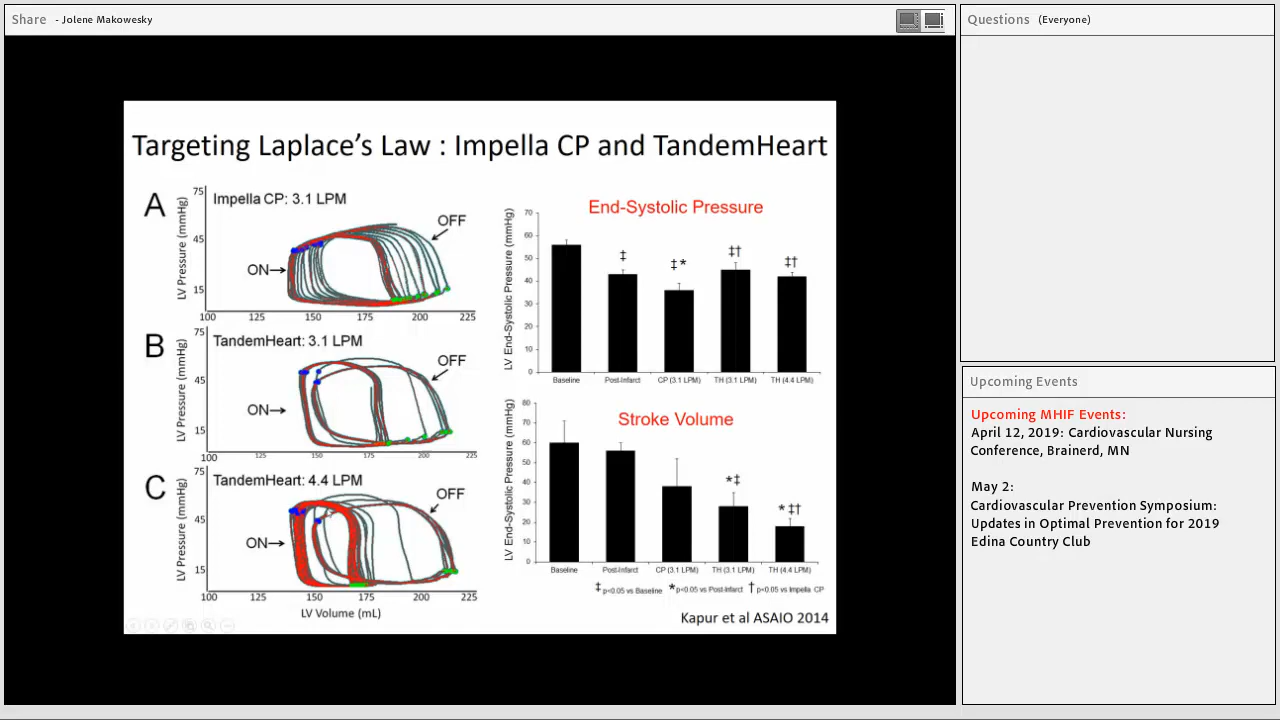 Share - Jolene Makowesky
Targeting Laplace's Law : Impella CP and TandemHeart
A
LV Pressure (mmHg)
75
45
15
Impella CP: 3.1 LPM
OFF
ON
100 125 175 200 225
B
LV Pressure (mmHg)
75
45
15
TandemHeart: 3.1 LPM
OFF
ON
100 125 175 200 225
C
LV Pressure (mmHg)
75
45
15
TandemHeart: 4.4 LPM
OFF
ON
100 125 175 200 225
LV Volume (mL)
End-Systolic Pressure
LV End-Systolic Pressure (mmHg)
70
60
50
40
30
20
10
0
‡ ‡* ‡† ‡†
Baseline Post-Infarct CP (3.1 LPM) TH (3.1 LPM) TH (4.4 LPM)
Stroke Volume
LV End-Systolic Pressure (mmHg)
80
70
60
50
40
30
20
10
0
*‡ *‡†
Baseline Post-Infarct CP (3.1 LPM) TH (3.1 LPM) TH (4.4 LPM)
‡ p<0.05 vs Baseline * p<0.05 vs Post-Infarct † p<0.05 vs Impella CP
Kapur et al ASAIO 2014
Questions (Everyone)
Upcoming Events
Upcoming MHIF Events:
April 12, 2019: Cardiovascular Nursing
Conference, Brainerd, MN
May 2:
Cardiovascular Prevention Symposium:
Updates in Optimal Prevention for 2019
Edina Country Club